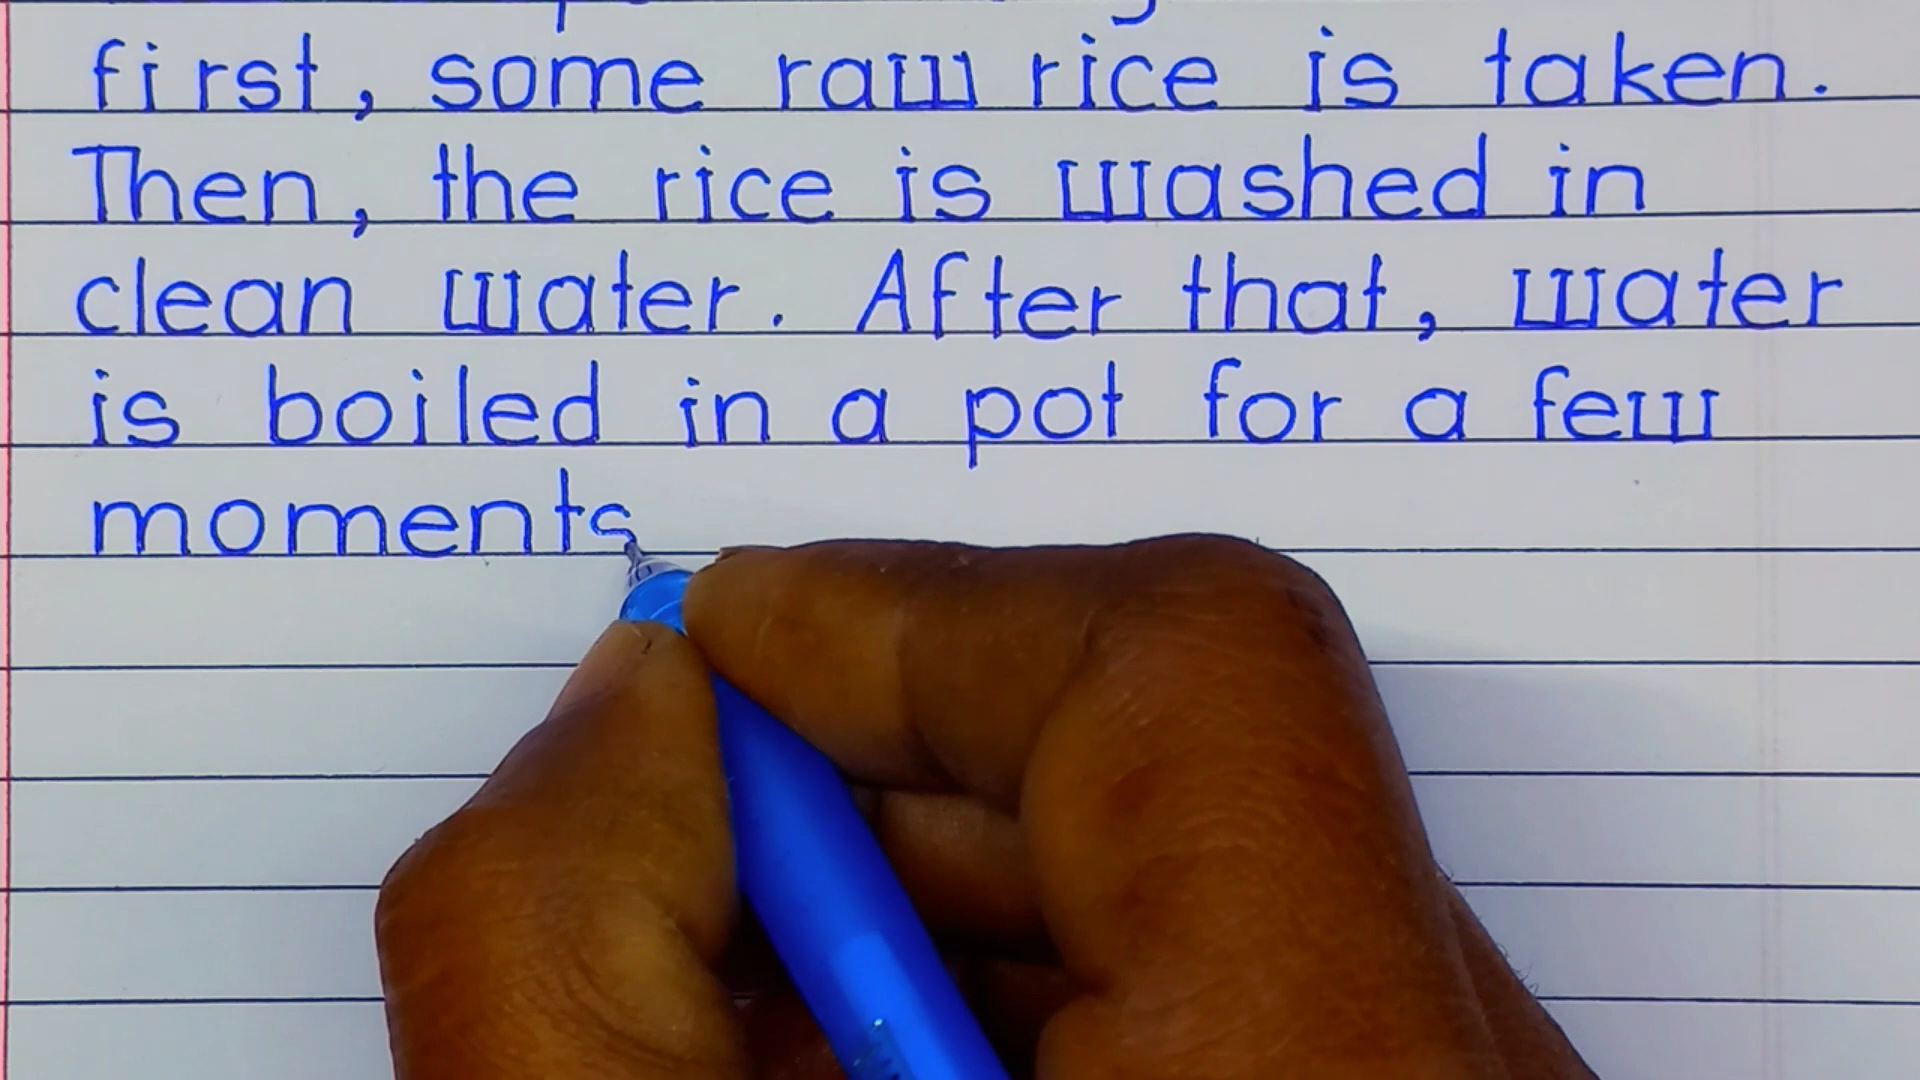 first, some raw rice is taken.
Then, the rice is washed in
clean water. After that, water
is boiled in a pot for a few
moments